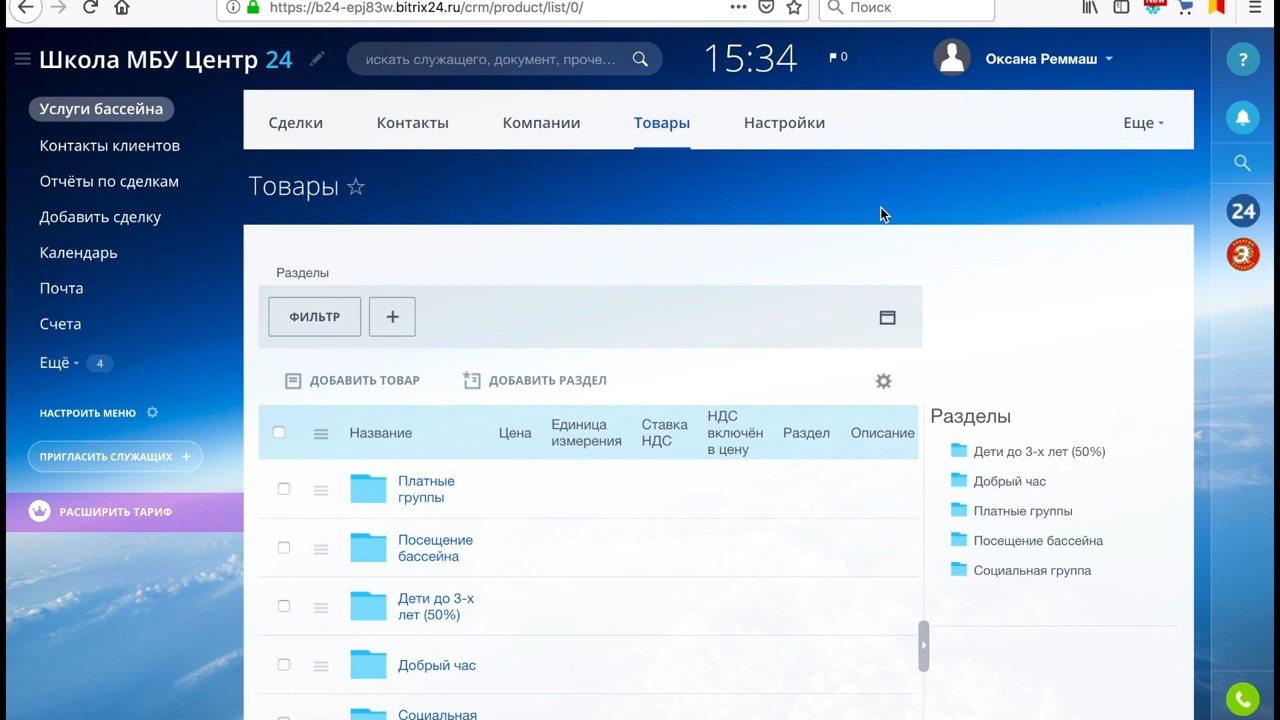 https://b24-epj83w.bitrix24.ru/crm/product/list/0/
Поиск
New
Школа МБУ Центр 24
искать служащего, документ, проче…
15:34
0
Оксана Реммаш
?
Услуги бассейна
Контакты клиентов
Отчёты по сделкам
Добавить сделку
Календарь
Почта
Счета
Ещё
4
НАСТРОИТЬ МЕНЮ
ПРИГЛАСИТЬ СЛУЖАЩИХ +
РАСШИРИТЬ ТАРИФ
Сделки
Контакты
Компании
Товары
Настройки
Еще
Товары
Разделы
ФИЛЬТР
+
ДОБАВИТЬ ТОВАР
ДОБАВИТЬ РАЗДЕЛ
Название
Цена
Единица
измерения
Ставка
НДС
НДС
включён
в цену
Раздел
Описание
Платные
группы
Посещение
бассейна
Дети до 3-х
лет (50%)
Добрый час
Социальная
Разделы
Дети до 3-х лет (50%)
Добрый час
Платные группы
Посещение бассейна
Социальная группа
24
Э